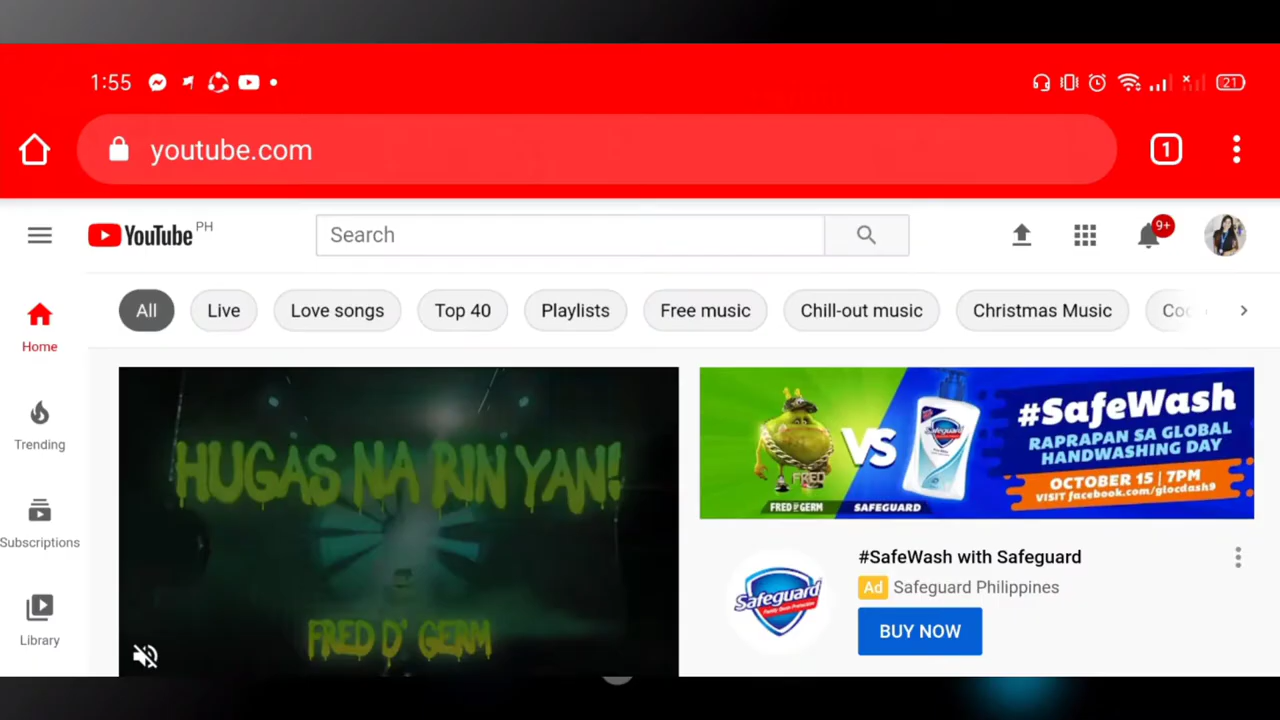 1:55
21
youtube.com
1
YouTube PH
Search
9+
All
Live
Love songs
Top 40
Playlists
Free music
Chill-out music
Christmas Music
Home
Trending
Subscriptions
Library
HUGAS NA RIN YAN!
FRED D' GERM
FRED
VS
Safeguard
FRED D' GERM
SAFEGUARD
#SafeWash
RAPRAPAN SA GLOBAL
HANDWASHING DAY
OCTOBER 15 | 7PM
VISIT facebook.com/glocdash9
Safeguard
#SafeWash with Safeguard
Ad Safeguard Philippines
BUY NOW